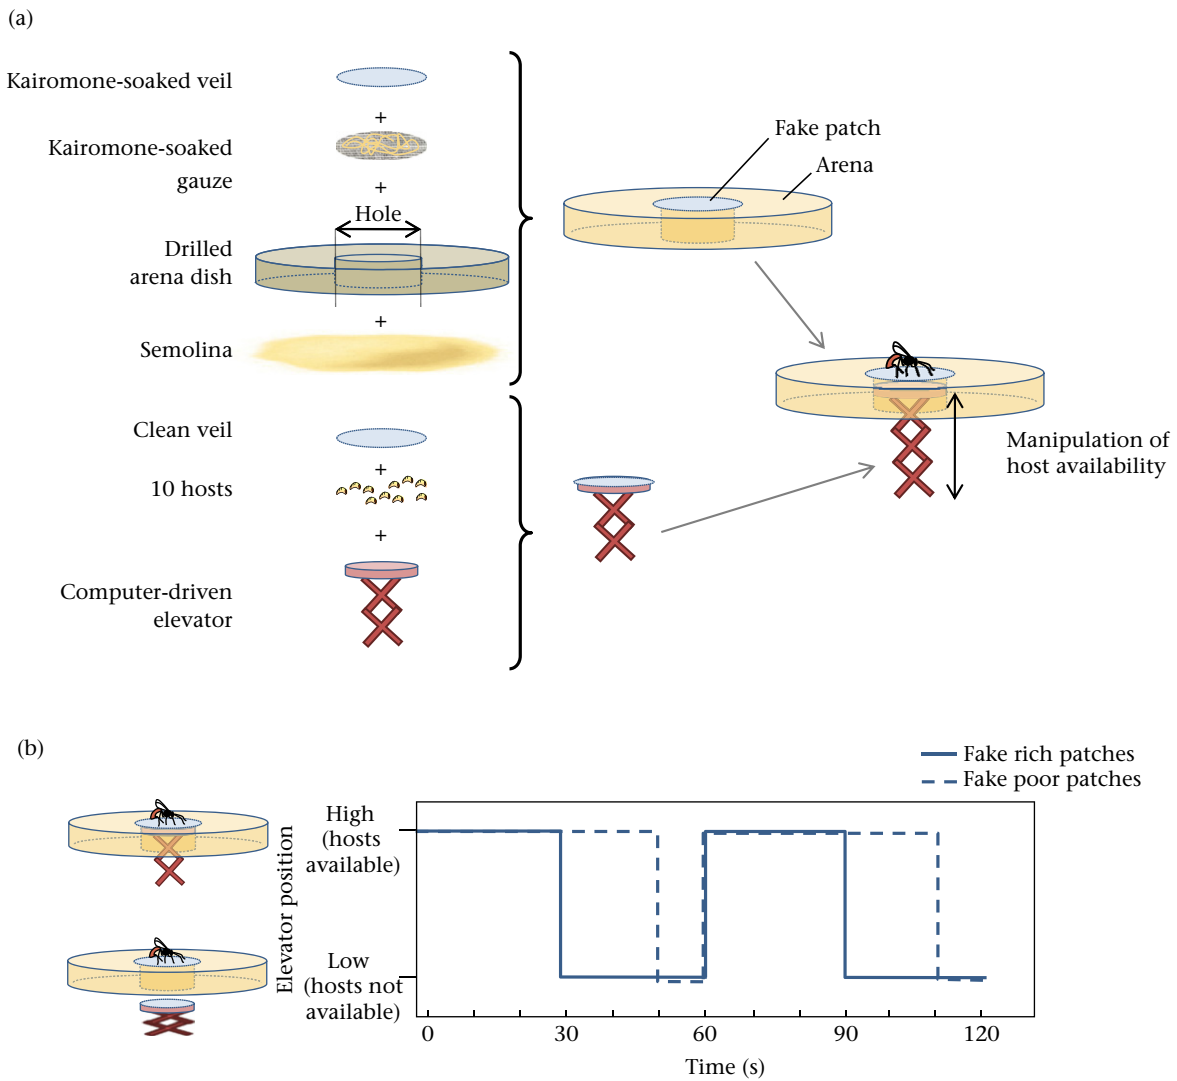 (a)
Kairomone-soaked veil
+
Kairomone-soaked
gauze
+
Hole
Drilled
arena dish
+
Semolina
Clean veil
+
10 hosts
+
Computer-driven
elevator
Fake patch
Arena
Manipulation of
host availability
(b)
Fake rich patches
Fake poor patches
Elevator position
High
(hosts
available)
Low
(hosts not
available)
0 30 60 90 120
Time (s)